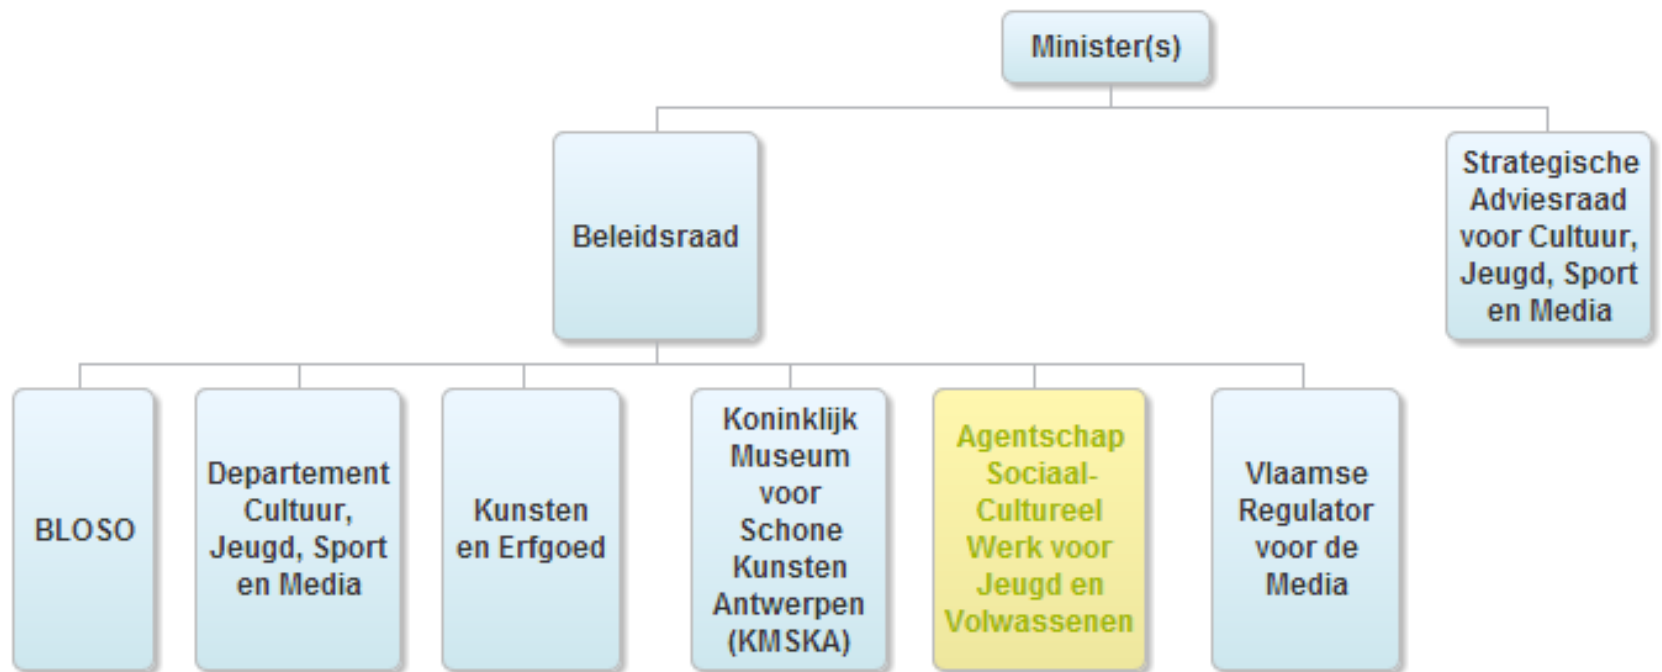 Minister(s)
Beleidsraad
Strategische
Adviesraad
voor Cultuur,
Jeugd, Sport
en Media
BLOSO
Departement
Cultuur,
Jeugd, Sport
en Media
Kunsten
en Erfgoed
Koninklijk
Museum
voor
Schone
Kunsten
Antwerpen
(KMSKA)
Agentschap
Sociaal-
Cultureel
Werk voor
Jeugd en
Volwassenen
Vlaamse
Regulator
voor de
Media